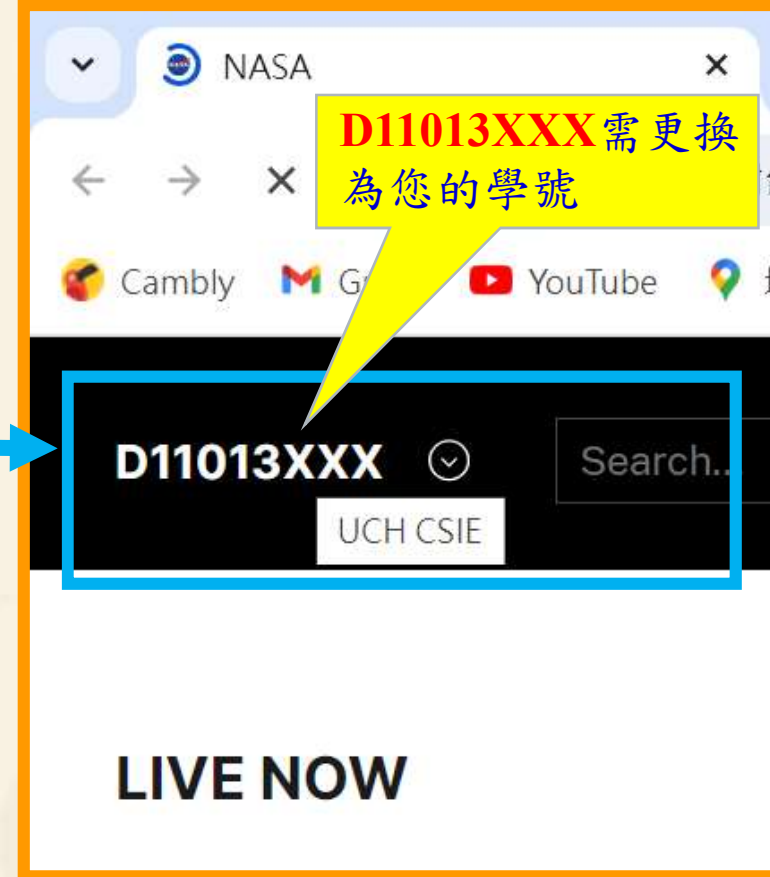 NASA
D11013XXX需更換
為您的學號
Cambly YouTube
D11013XXX Search..
UCH CSIE
LIVE NOW